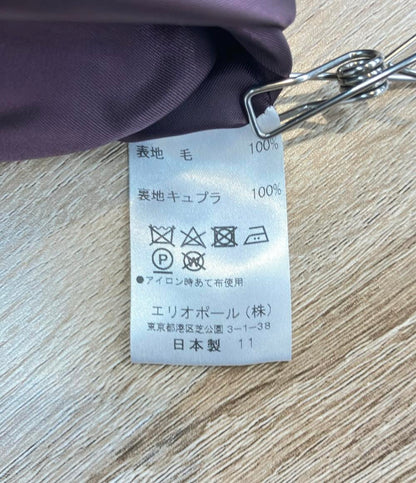 表地 毛 100%
裏地キュプラ 100%
P W
●アイロン時あて布使用
エリオポール(株)
東京都港区芝公園 3-1-38
日本製 11